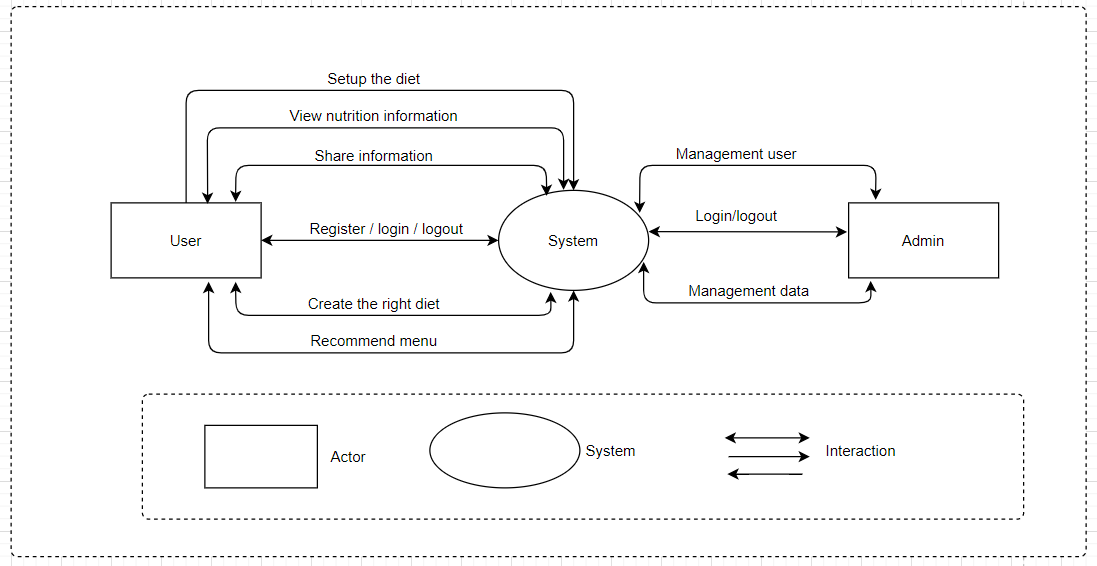 Setup the diet
View nutrition information
Share information
Management user
Register / login / logout
Login/logout
User
System
Admin
Create the right diet
Management data
Recommend menu
Actor
System
Interaction